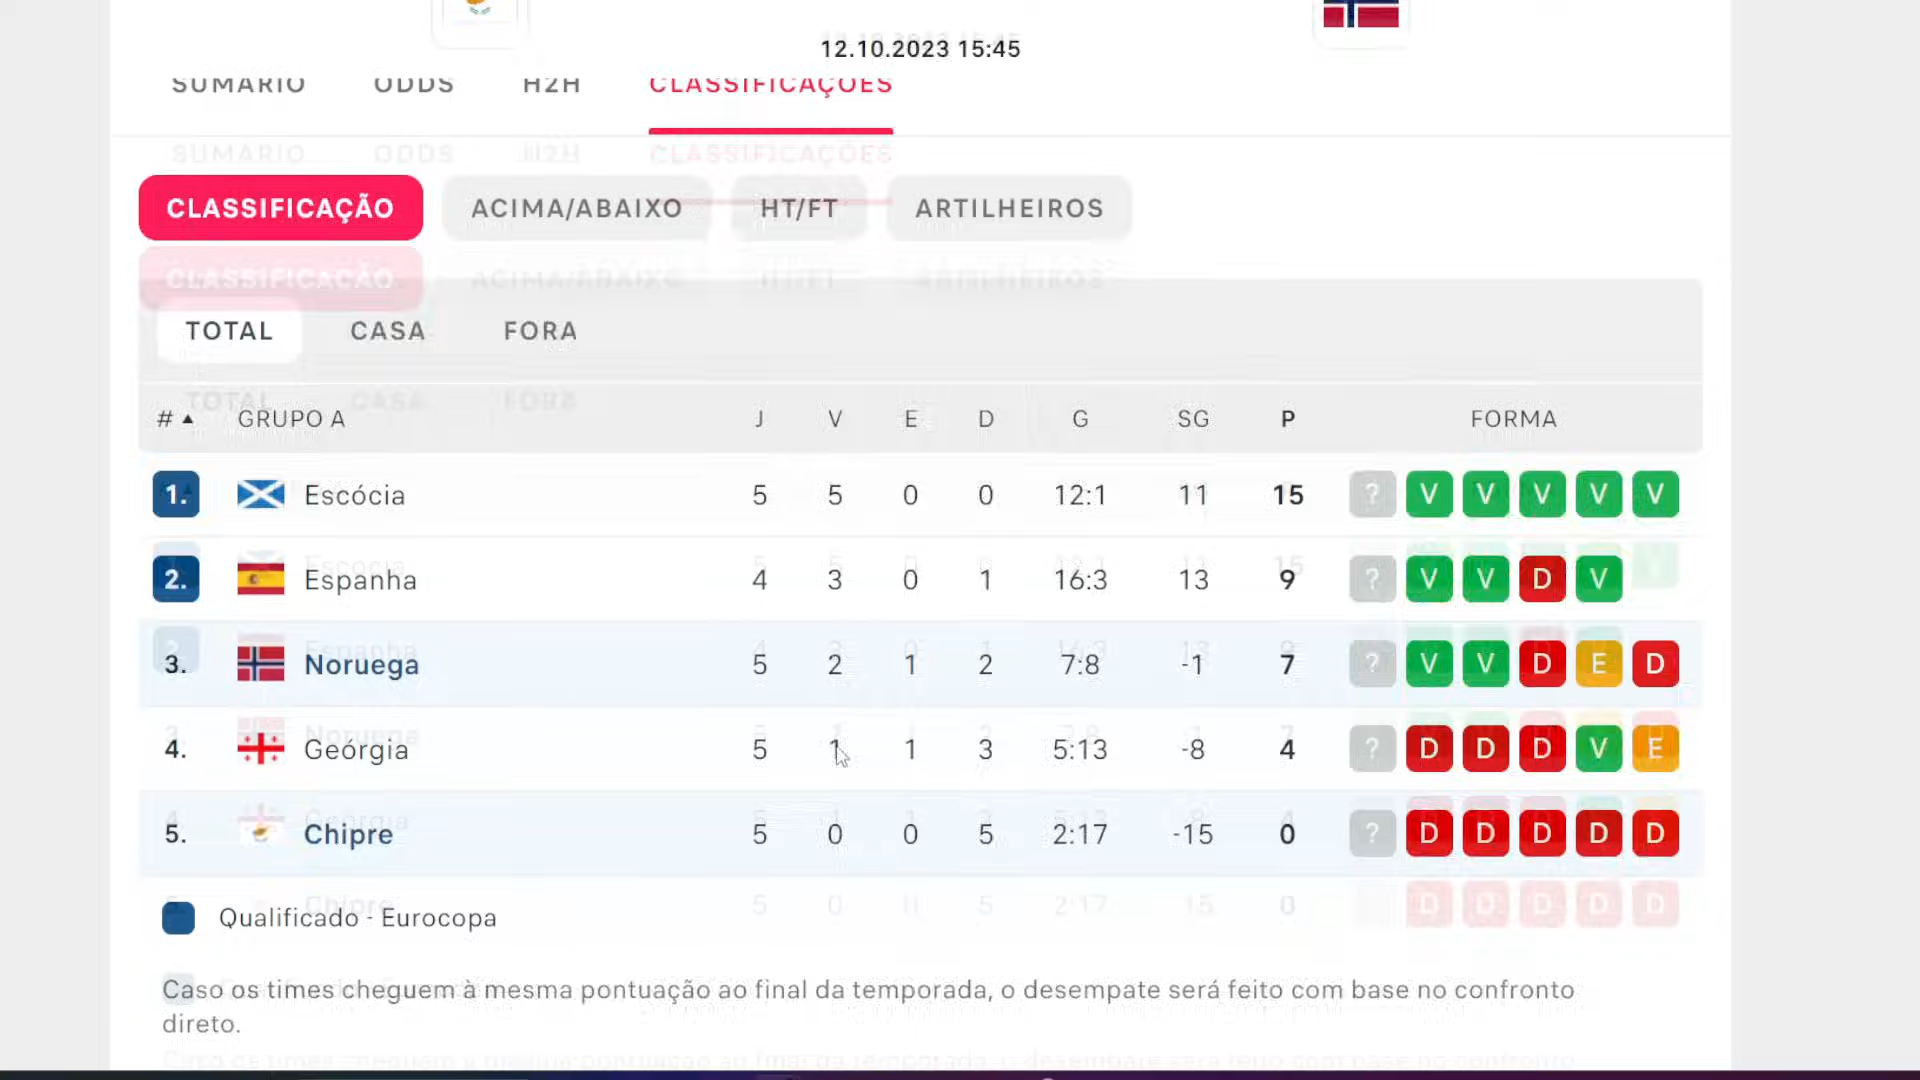 12.10.2023 15:45
SUMÁRIO ODDS H2H CLASSIFICAÇÕES
CLASSIFICAÇÃO ACIMA/ABAIXO HT/FT ARTILHEIROS
TOTAL CASA FORA
# ▲ GRUPO A J V E D G SG P FORMA
1. Escócia 5 5 0 0 12:1 11 15 ? V V V V V
2. Espanha 4 3 0 1 16:3 13 9 ? V V D V
3. Noruega 5 2 1 2 7:8 -1 7 ? V V D E D
4. Geórgia 5 1 1 3 5:13 -8 4 ? D D D V E
5. Chipre 5 0 0 5 2:17 -15 0 ? D D D D D
Qualificado - Eurocopa
Caso os times cheguem à mesma pontuação ao final da temporada, o desempate será feito com base no confronto
direto.